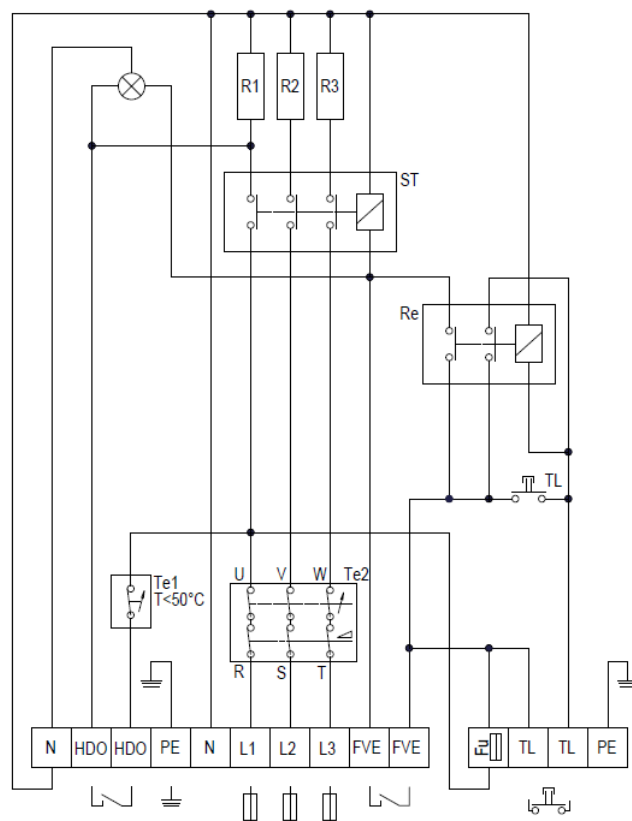 R1 R2 R3
ST
Re
TL
Te1
T<50°C
U V W Te2
R S T
N HDO HDO PE N L1 L2 L3 FVE FVE
Fu TL TL PE